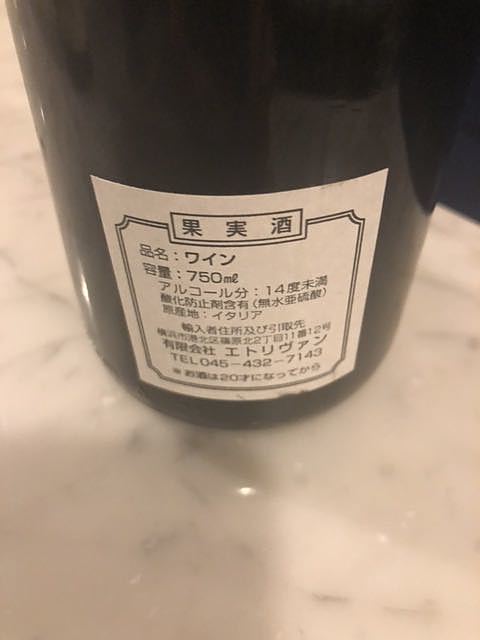 果実酒
品名：ワイン
容量：750㎖
アルコール分：14度未満
酸化防止剤含有（無水亜硫酸）
原産地：イタリア
輸入者住所及び引取先
横浜市港北区篠原北2丁目11番12号
有限会社 エトリヴァン
TEL045-432-7143
※お酒は20才になってから